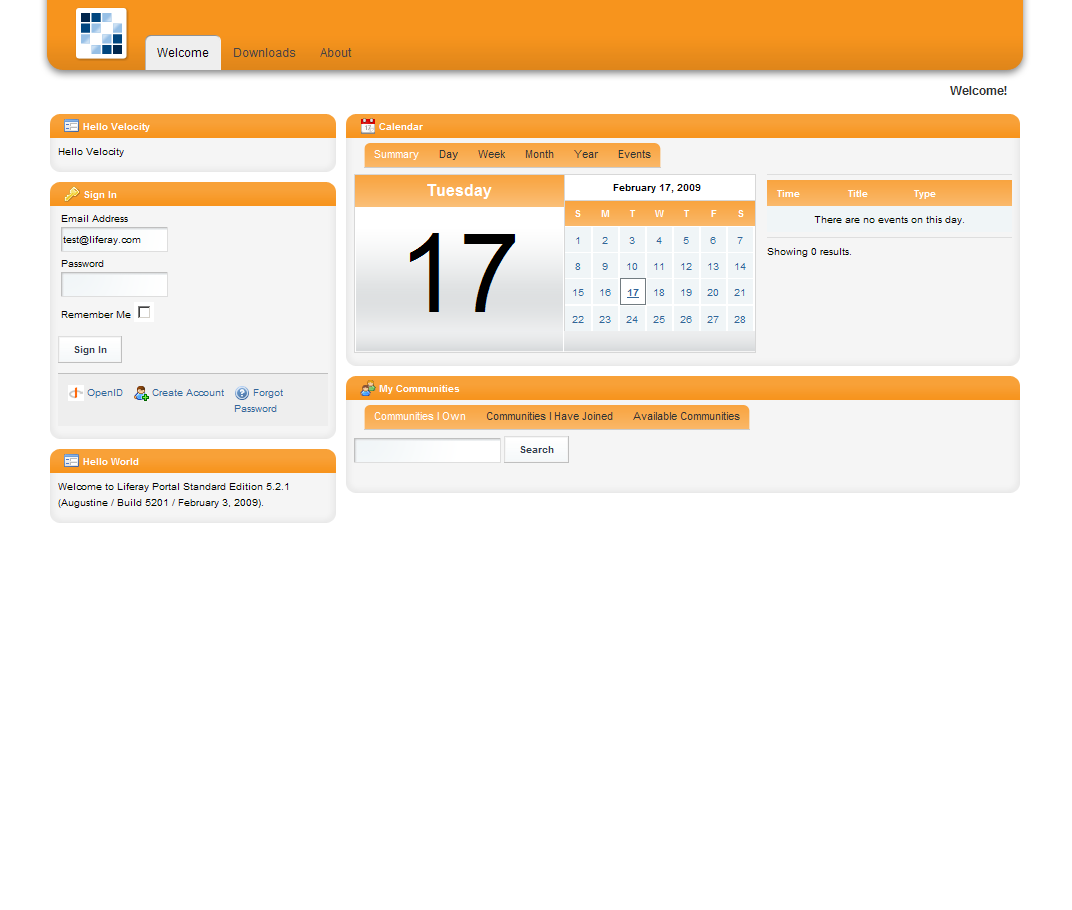 Welcome Downloads About
Welcome!
Hello Velocity
Hello Velocity
Sign In
Email Address
test@liferay.com
Password
Remember Me
Sign In
OpenID Create Account Forgot
Password
Hello World
Welcome to Liferay Portal Standard Edition 5.2.1
(Augustine / Build 5201 / February 3, 2009).
Calendar
Summary Day Week Month Year Events
Tuesday
17
February 17, 2009
S M T W T F S
1 2 3 4 5 6 7
8 9 10 11 12 13 14
15 16 17 18 19 20 21
22 23 24 25 26 27 28
Time Title Type
There are no events on this day.
Showing 0 results.
My Communities
Communities I Own Communities I Have Joined Available Communities
Search